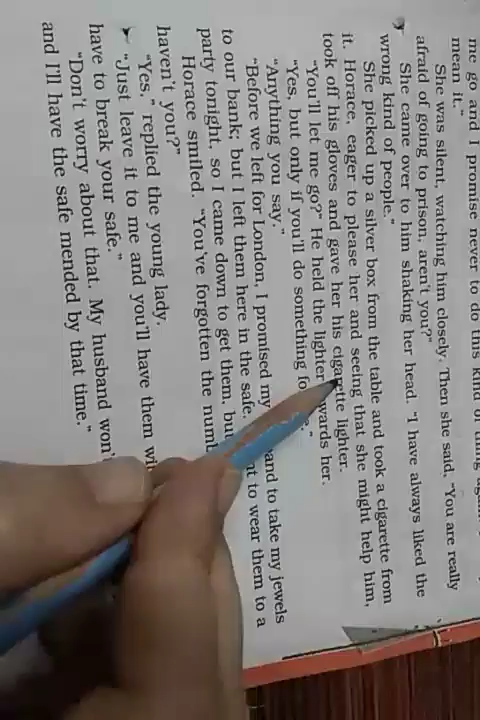 me go and I promise never to do this kind of thing again. I
mean it."
She was silent, watching him closely. Then she said, "You are really
afraid of going to prison, aren't you?"
She came over to him shaking her head. "I have always liked the
wrong kind of people."
She picked up a silver box from the table and took a cigarette from
it. Horace, eager to please her and seeing that she might help him,
took off his gloves and gave her his cigarette lighter.
"You'll let me go?" He held the lighter towards her.
"Yes, but only if you'll do something
"Anything you say."
"Before we left for London, I promised my to take my jewels
to our bank; but I left them here in the safe. to wear them to a
party tonight, so I came down to get them, but
Horace smiled. "You've forgotten the
haven't you?"
"Yes," replied the young lady.
"Just leave it to me and you'll have them
have to break your safe."
"Don't worry about that. My husband won't
and I'll have the safe mended by that time."